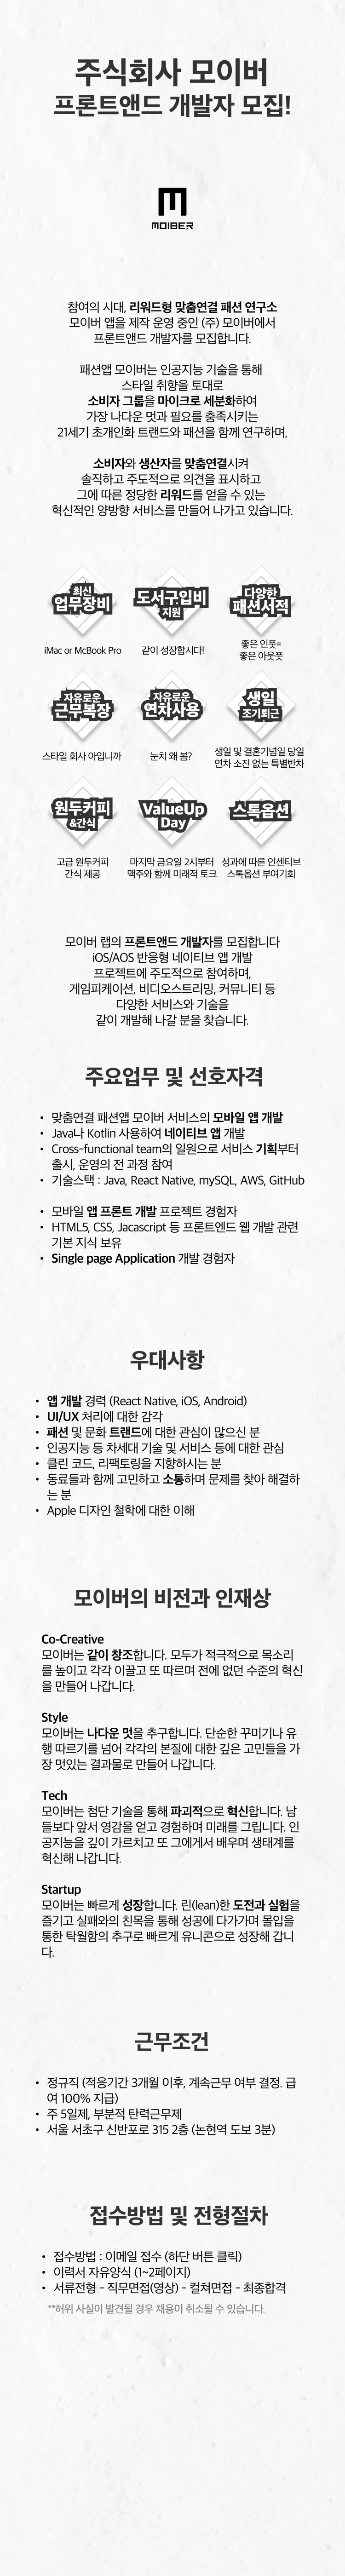 주식회사 모이버
프론트앤드 개발자 모집!
MOIBER
참여의 시대, 리워드형 맞춤연결 패션 연구소
모이버 앱을 제작 운영 중인 (주) 모이버에서
프론트앤드 개발자를 모집합니다.
패션앱 모이버는 인공지능 기술을 통해
스타일 취향을 토대로
소비자 그룹을 마이크로 세분화하여
가장 나다운 멋과 필요를 충족시키는
21세기 초개인화 트랜드와 패션을 함께 연구하며,
소비자와 생산자를 맞춤연결시켜
솔직하고 주도적으로 의견을 표시하고
그에 따른 정당한 리워드를 얻을 수 있는
혁신적인 양방향 서비스를 만들어 나가고 있습니다.
최신
업무장비
iMac or McBook Pro
도서구입비
지원
같이 성장합시다!
다양한
패션서적
좋은 인풋=
좋은 아웃풋
자유로운
근무복장
스타일 회사 아입니까
자유로운
연차사용
눈치 왜 봄?
생일
조기퇴근
생일 및 결혼기념일 당일
연차 소진 없는 특별반차
원두커피
&간식
고급 원두커피
간식 제공
ValueUp
Day
마지막 금요일 2시부터
맥주와 함께 미래적 토크
스톡옵션
성과에 따른 인센티브
스톡옵션 부여기회
모이버 랩의 프론트앤드 개발자를 모집합니다
iOS/AOS 반응형 네이티브 앱 개발
프로젝트에 주도적으로 참여하며,
게임피케이션, 비디오스트리밍, 커뮤니티 등
다양한 서비스와 기술을
같이 개발해 나갈 분을 찾습니다.
주요업무 및 선호자격
• 맞춤연결 패션앱 모이버 서비스의 모바일 앱 개발
• Java나 Kotlin 사용하여 네이티브 앱 개발
• Cross-functional team의 일원으로 서비스 기획부터
출시, 운영의 전 과정 참여
• 기술스택 : Java, React Native, mySQL, AWS, GitHub
• 모바일 앱 프론트 개발 프로젝트 경험자
• HTML5, CSS, Jacascript 등 프론트엔드 웹 개발 관련
기본 지식 보유
• Single page Application 개발 경험자
우대사항
• 앱 개발 경력 (React Native, iOS, Android)
• UI/UX 처리에 대한 감각
• 패션 및 문화 트랜드에 대한 관심이 많으신 분
• 인공지능 등 차세대 기술 및 서비스 등에 대한 관심
• 클린 코드, 리팩토링을 지향하시는 분
• 동료들과 함께 고민하고 소통하며 문제를 찾아 해결하
는 분
• Apple 디자인 철학에 대한 이해
모이버의 비전과 인재상
Co-Creative
모이버는 같이 창조합니다. 모두가 적극적으로 목소리
를 높이고 각각 이끌고 또 따르며 전에 없던 수준의 혁신
을 만들어 나갑니다.
Style
모이버는 나다운 멋을 추구합니다. 단순한 꾸미기나 유
행 따르기를 넘어 각각의 본질에 대한 깊은 고민들을 가
장 멋있는 결과물로 만들어 나갑니다.
Tech
모이버는 첨단 기술을 통해 파괴적으로 혁신합니다. 남
들보다 앞서 영감을 얻고 경험하며 미래를 그립니다. 인
공지능을 깊이 가르치고 또 그에게서 배우며 생태계를
혁신해 나갑니다.
Startup
모이버는 빠르게 성장합니다. 린(lean)한 도전과 실험을
즐기고 실패와의 친목을 통해 성공에 다가가며 몰입을
통한 탁월함의 추구로 빠르게 유니콘으로 성장해 갑니
다.
근무조건
• 정규직 (적응기간 3개월 이후, 계속근무 여부 결정. 급
여 100% 지급)
• 주 5일제, 부분적 탄력근무제
• 서울 서초구 신반포로 315 2층 (논현역 도보 3분)
접수방법 및 전형절차
• 접수방법 : 이메일 접수 (하단 버튼 클릭)
• 이력서 자유양식 (1~2페이지)
• 서류전형 - 직무면접(영상) - 컬쳐면접 - 최종합격
**허위 사실이 발견될 경우 채용이 취소될 수 있습니다.